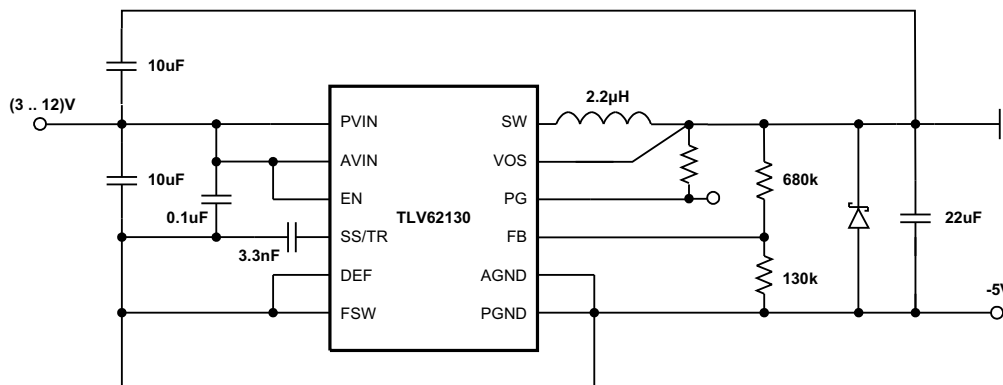 10uF
2.2µH
(3 .. 12)V
PVIN
SW
AVIN
VOS
10uF
680k
EN
PG
0.1uF
TLV62130
22uF
3.3nF
SS/TR
FB
DEF
AGND
130k
-5V
FSW
PGND